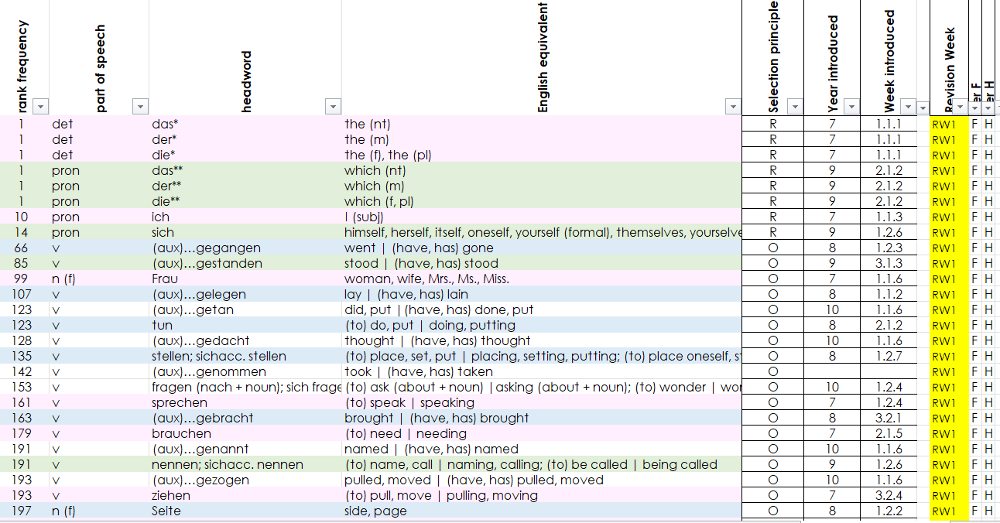 rank frequency part of speech headword English equivalent Selection principle Year introduced Week introduced Revision Week er F er H
1 det das* the (nt) R 7 1.1.1 RW1 F H
1 det der* the (m) R 7 1.1.1 RW1 F H
1 det die* the (f), the (pl) R 7 1.1.1 RW1 F H
1 pron das** which (nt) R 9 2.1.2 RW1 F H
1 pron der** which (m) R 9 2.1.2 RW1 F H
1 pron die** which (f, pl) R 9 2.1.2 RW1 F H
10 pron ich I (subj) R 7 1.1.3 RW1 F H
14 pron sich himself, herself, itself, oneself, yourself (formal), themselves, yourselve R 9 1.2.6 RW1 F H
66 v (aux)...gegangen went | (have, has) gone O 8 1.2.3 RW1 F H
85 v (aux)...gestanden stood | (have, has) stood O 9 3.1.3 RW1 F H
99 n (f) Frau woman, wife, Mrs., Ms., Miss. O 7 1.1.6 RW1 F H
107 v (aux)...gelegen lay | (have, has) lain O 8 1.1.2 RW1 F H
123 v (aux)...getan did, put |(have, has) done, put O 10 1.1.6 RW1 F H
123 v tun (to) do, put | doing, putting O 8 2.1.2 RW1 F H
128 v (aux)...gedacht thought | (have, has) thought O 10 1.1.6 RW1 F H
135 v stellen; sichacc. stellen (to) place, set, put | placing, setting, putting; (to) place oneself, s O 8 1.2.7 RW1 F H
142 v (aux)...genommen took | (have, has) taken O RW1 F H
153 v fragen (nach + noun); sich frage (to) ask (about + noun) |asking (about + noun); (to) wonder | wor O 10 1.2.4 RW1 F H
161 v sprechen (to) speak | speaking O 7 1.2.4 RW1 F H
163 v (aux)...gebracht brought | (have, has) brought O 8 3.2.1 RW1 F H
179 v brauchen (to) need | needing O 7 2.1.5 RW1 F H
191 v (aux)...genannt named | (have, has) named O 10 1.1.6 RW1 F H
191 v nennen; sichacc. nennen (to) name, call | naming, calling; (to) be called | being called O 9 1.2.6 RW1 F H
193 v (aux)...gezogen pulled, moved | (have, has) pulled, moved O 10 1.1.6 RW1 F H
193 v ziehen (to) pull, move | pulling, moving O 7 3.2.4 RW1 F H
197 n (f) Seite side, page O 8 1.2.2 RW1 F H